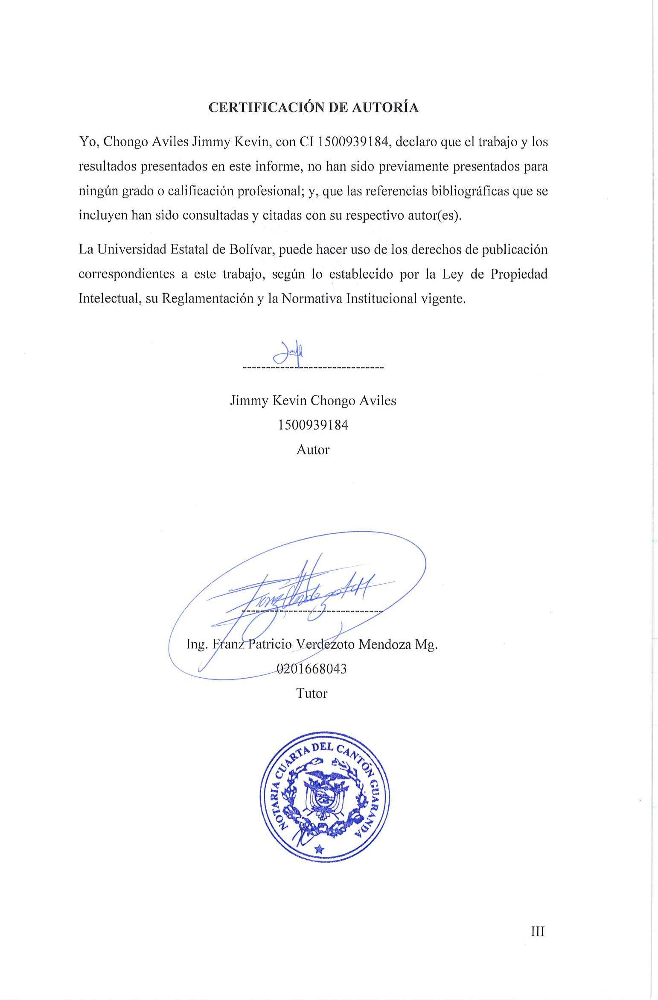 CERTIFICACIÓN DE AUTORÍA
Yo, Chongo Aviles Jimmy Kevin, con CI 1500939184, declaro que el trabajo y los
resultados presentados en este informe, no han sido previamente presentados para
ningún grado o calificación profesional; y, que las referencias bibliográficas que se
incluyen han sido consultadas y citadas con su respectivo autor(es).
La Universidad Estatal de Bolívar, puede hacer uso de los derechos de publicación
correspondientes a este trabajo, según lo establecido por la Ley de Propiedad
Intelectual, su Reglamentación y la Normativa Institucional vigente.
Jimmy Kevin Chongo Aviles
1500939184
Autor
Ing. Franz Patricio Verdezoto Mendoza Mg.
0201668043
Tutor
NOTARIA CUARTA DEL CANTÓN GUARANDA
III